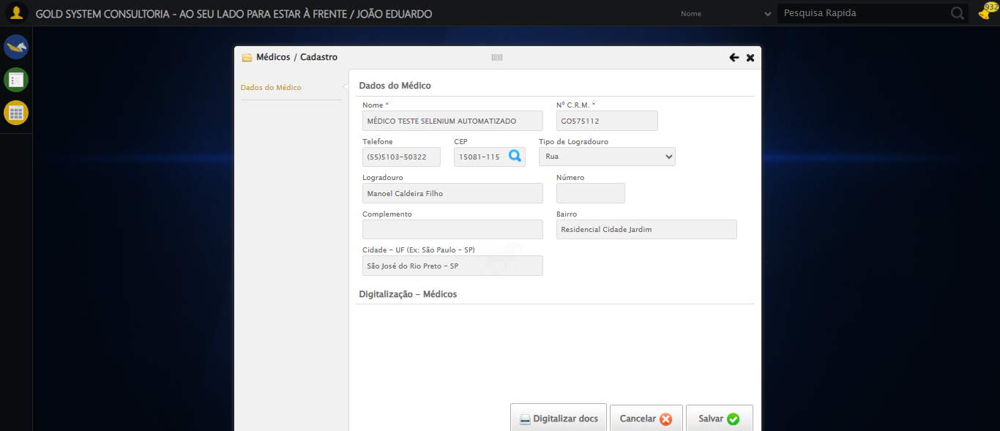 GOLD SYSTEM CONSULTORIA - AO SEU LADO PARA ESTAR À FRENTE / JOÃO EDUARDO
Nome
Pesquisa Rapida
932
Médicos / Cadastro
Dados do Médico
Dados do Médico
Nome * Nº C.R.M. *
MÉDICO TESTE SELENIUM AUTOMATIZADO GO575112
Telefone CEP Tipo de Logradouro
(55)5103-50322 15081-115 Rua
Logradouro Número
Manoel Caldeira Filho
Complemento Bairro
Residencial Cidade Jardim
Cidade - UF (Ex: São Paulo - SP)
São José do Rio Preto - SP
Digitalização - Médicos
Digitalizar docs Cancelar Salvar